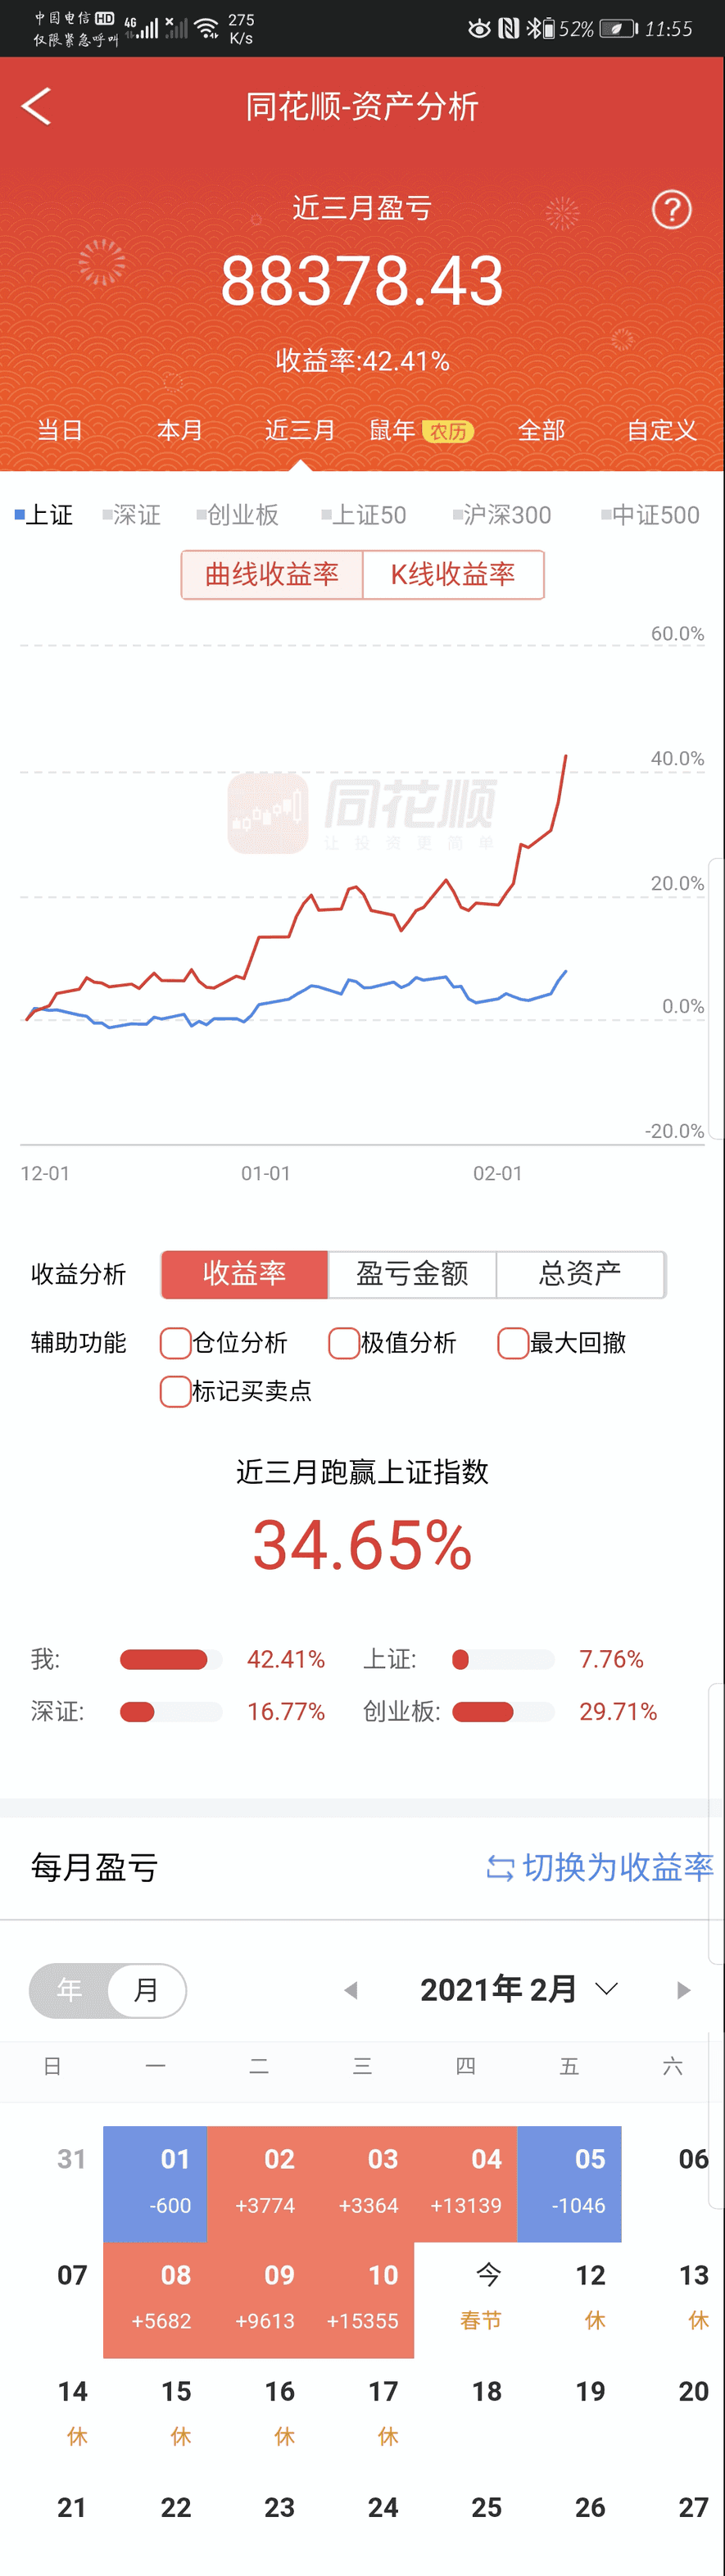 中国电信 HD 4G 275 52% 11:55
仅限紧急呼叫 K/s
同花顺-资产分析
近三月盈亏 ?
88378.43
收益率:42.41%
当日 本月 近三月 鼠年 农历 全部 自定义
上证 深证 创业板 上证50 沪深300 中证500
曲线收益率 K线收益率
60.0%
40.0%
同花顺
让投资更简单
20.0%
0.0%
-20.0%
12-01 01-01 02-01
收益分析 收益率 盈亏金额 总资产
辅助功能 仓位分析 极值分析 最大回撤
标记买卖点
近三月跑赢上证指数
34.65%
我: 42.41% 上证: 7.76%
深证: 16.77% 创业板: 29.71%
每月盈亏 切换为收益率
年 月 2021年 2月
日 一 二 三 四 五 六
31 01 02 03 04 05 06
-600 +3774 +3364 +13139 -1046
07 08 09 10 今 12 13
+5682 +9613 +15355 春节 休 休
14 15 16 17 18 19 20
休 休 休 休
21 22 23 24 25 26 27